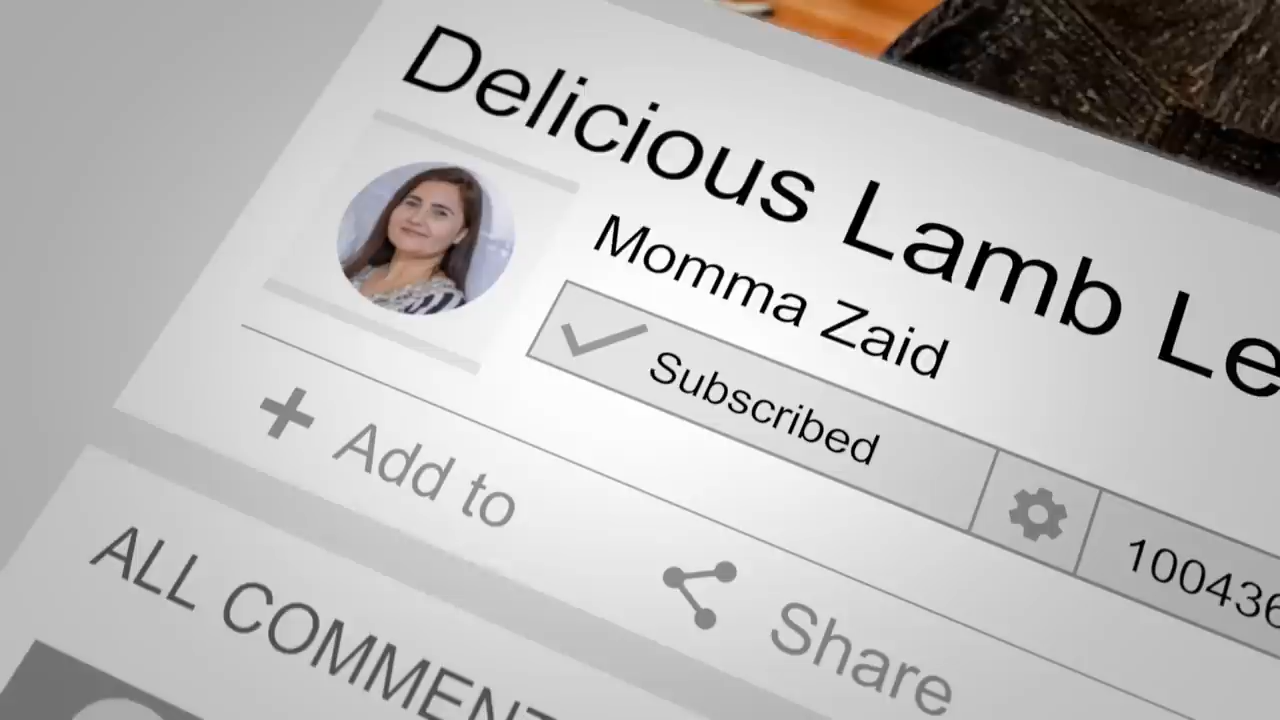 Delicious Lamb Le
Momma Zaid
Subscribed
100436
Add to
Share
ALL COMMENT